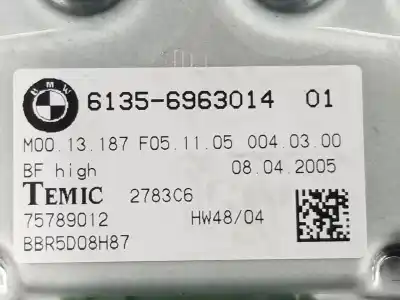 BMW
6135-6963014 01
M00.13.187 F05.11.05 004.03.00
BF high 08.04.2005
TEMIC 2783C6
75789012 HW48/04
BBR5D08H87